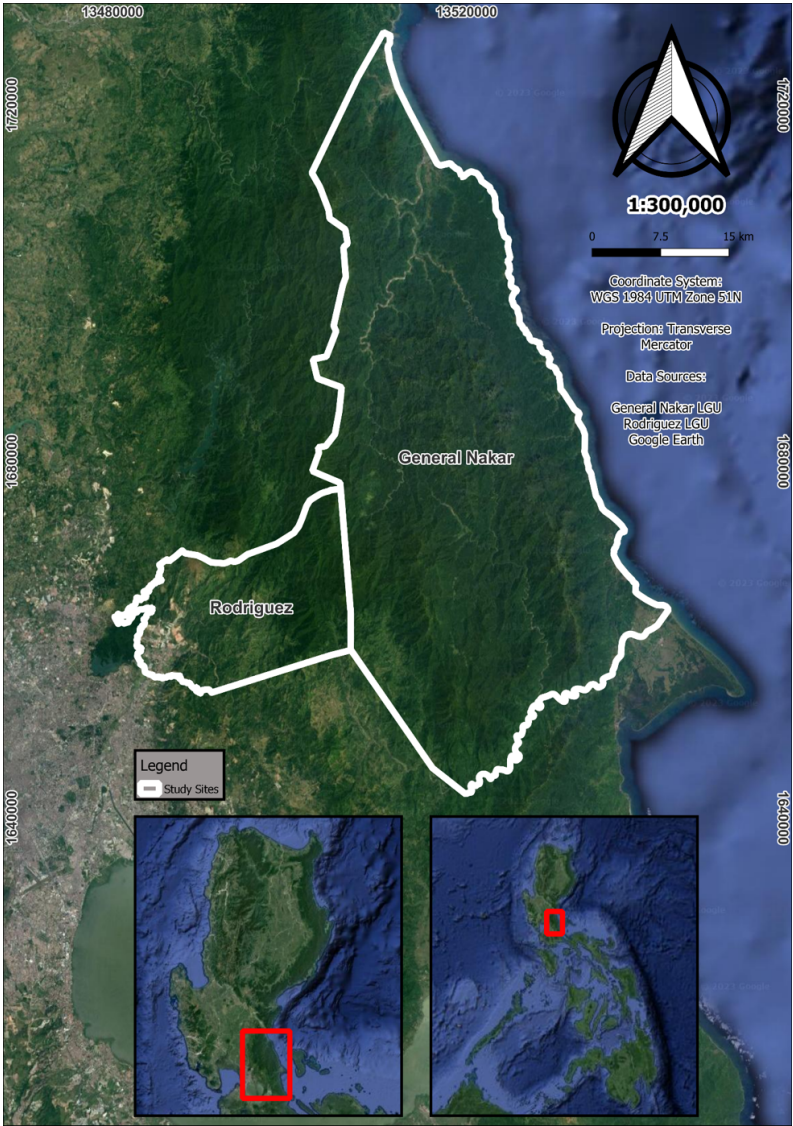 13480000
13520000
1720000
1720000
1:300,000
0 7.5 15 km
Coordinate System:
WGS 1984 UTM Zone 51N
Projection: Transverse
Mercator
Data Sources:
General Nakar LGU
Rodriguez LGU
Google Earth
1680000
1680000
General Nakar
Rodriguez
Legend
Study Sites
1640000
1640000